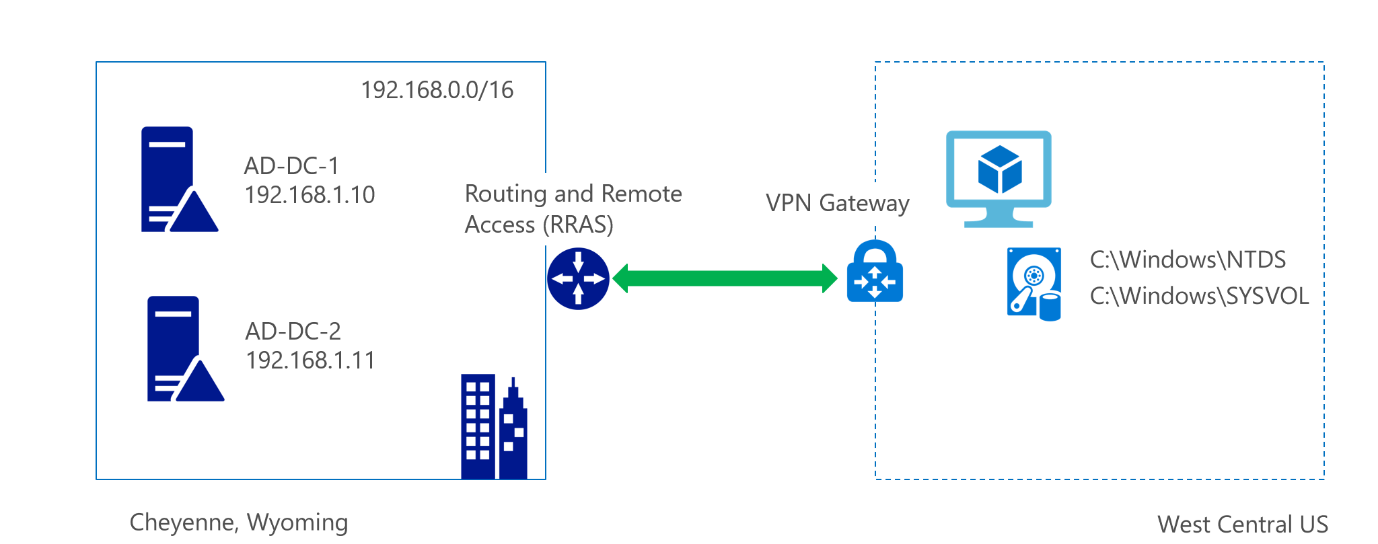 192.168.0.0/16
AD-DC-1
192.168.1.10
AD-DC-2
192.168.1.11
Routing and Remote
Access (RRAS)
VPN Gateway
C:\Windows\NTDS
C:\Windows\SYSVOL
Cheyenne, Wyoming
West Central US